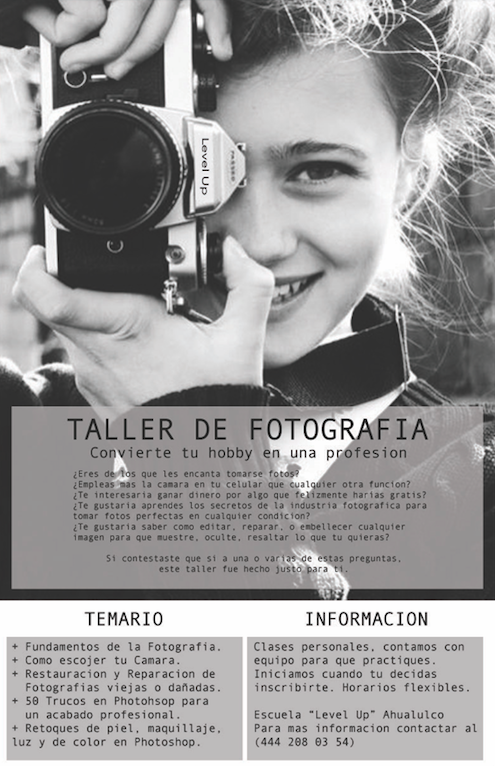 Level Up
TALLER DE FOTOGRAFIA
Convierte tu hobby en una profesion
¿Eres de los que les encanta tomarse fotos?
¿Empleas mas la camara en tu celular que cualquier otra funcion?
¿Te interesaria ganar dinero por algo que felizmente harias gratis?
¿Te gustaria aprendes los secretos de la industria fotografica para
tomar fotos perfectas en cualquier condicion?
¿Te gustaria saber como editar, reparar, o embellecer cualquier
imagen para que muestre, oculte, resaltar lo que tu quieras?
Si contestaste que si a una o varias de estas preguntas,
este taller fue hecho justo para ti.
TEMARIO
+ Fundamentos de la Fotografia.
+ Como escojer tu Camara.
+ Restauracion y Reparacion de
Fotografias viejas o dañadas.
+ 50 Trucos en Photohsop para
un acabado profesional.
+ Retoques de piel, maquillaje,
luz y de color en Photoshop.
INFORMACION
Clases personales, contamos con
equipo para que practiques.
Iniciamos cuando tu decidas
inscribirte. Horarios flexibles.
Escuela “Level Up” Ahualulco
Para mas informacion contactar al
(444 208 03 54)